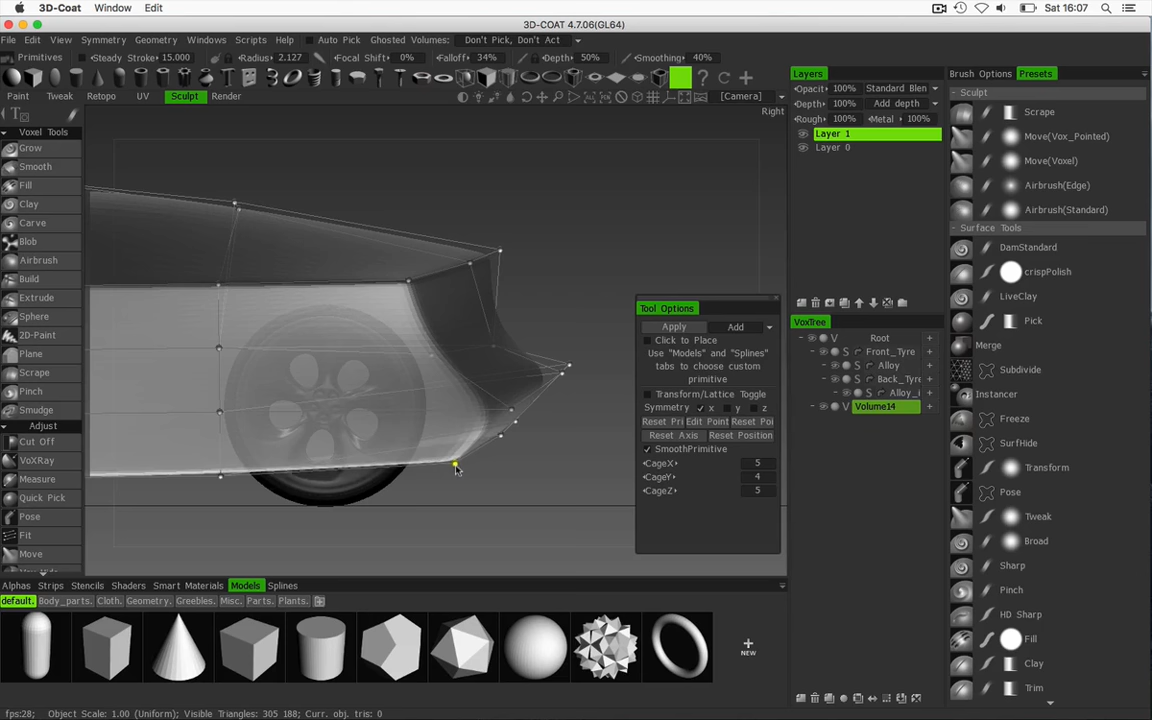 3D-COAT Window Edit Sat 16:07
3D-COAT 4.7.06(GL64)
File Edit View Symmetry Geometry Windows Scripts Help Auto Pick Ghosted Volumes: Don't Pick, Don't Act
Primitives Steady Stroke 15.000 Radius 2.127 Focal Shift 0% Falloff 34% Depth 50% Smoothing 40%
Paint Tweak Retopo UV Sculpt Render [Camera]
Right
Voxel Tools
Grow
Smooth
Fill
Clay
Carve
Blob
Airbrush
Build
Extrude
Sphere
2D-Paint
Plane
Scrape
Pinch
Smudge
Adjust
Cut Off
VoXRay
Measure
Quick Pick
Pose
Fit
Move
Tool Options
Apply Add
Click to Place
Use "Models" and "Splines"
tabs to choose custom
primitive
Transform/Lattice Toggle
Symmetry x y z
Reset Pri Edit Point Reset Poi
Reset Axis Reset Position
SmoothPrimitive
CageX 5
CageY 4
CageZ 5
Layers
Opacit 100% Standard Blen
Depth 100% Add depth
Rough 100% Metal 100%
Layer 1
Layer 0
VoxTree
V Root +
S Front_Tyre +
S Alloy +
S Back_Tyre +
S Alloy_i +
V Volume14 +
Brush Options Presets
Sculpt
Scrape
Move(Vox_Pointed)
Move(Voxel)
Airbrush(Edge)
Airbrush(Standard)
Surface Tools
DamStandard
crispPolish
LiveClay
Pick
Merge
Subdivide
Instancer
Freeze
SurfHide
Transform
Pose
Tweak
Broad
Sharp
Pinch
HD Sharp
Fill
Clay
Trim
Alphas Strips Stencils Shaders Smart Materials Models Splines
default. Body_parts. Cloth. Geometry. Greebles. Misc. Parts. Plants.
NEW
fps:28; Object Scale: 1.00 (Uniform); Visible Triangles: 305 188; Curr. obj. tris: 0